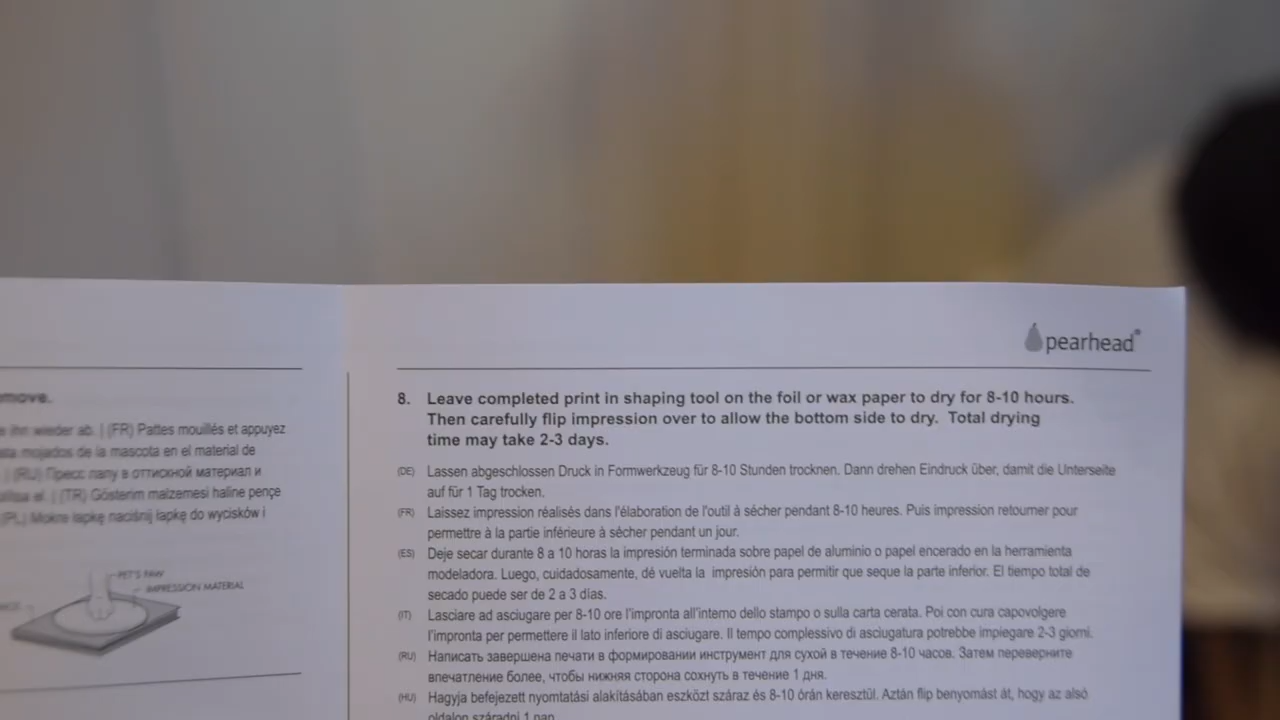 emove.
ihn wieder ab. | (FR) Pattes mouillés et appuyez
mojados de la mascota en el material de
| (RU) Пресс лапу в оттискной материал и
el. | (TR) Gösterim malzemesi haline pençe
(PL) Mokre łapkę naciśnij łapkę do wycisków i
PET'S PAW
IMPRESSION MATERIAL
pearhead®
8. Leave completed print in shaping tool on the foil or wax paper to dry for 8-10 hours.
Then carefully flip impression over to allow the bottom side to dry. Total drying
time may take 2-3 days.
(DE) Lassen abgeschlossen Druck in Formwerkzeug für 8-10 Stunden trocknen. Dann drehen Eindruck über, damit die Unterseite
auf für 1 Tag trocken.
(FR) Laissez impression réalisés dans l'élaboration de l'outil à sécher pendant 8-10 heures. Puis impression retourner pour
permettre à la partie inférieure à sécher pendant un jour.
(ES) Deje secar durante 8 a 10 horas la impresión terminada sobre papel de aluminio o papel encerado en la herramienta
modeladora. Luego, cuidadosamente, dé vuelta la impresión para permitir que seque la parte inferior. El tiempo total de
secado puede ser de 2 a 3 días.
(IT) Lasciare ad asciugare per 8-10 ore l'impronta all'interno dello stampo o sulla carta cerata. Poi con cura capovolgere
l'impronta per permettere il lato inferiore di asciugare. Il tempo complessivo di asciugatura potrebbe impiegare 2-3 giorni.
(RU) Написать завершена печати в формировании инструмент для сухой в течение 8-10 часов. Затем переверните
впечатление более, чтобы нижняя сторона сохнуть в течение 1 дня.
(HU) Hagyja befejezett nyomtatási alakításában eszközt száraz és 8-10 órán keresztül. Aztán flip benyomást át, hogy az alsó
oldalon száradni 1 nap.